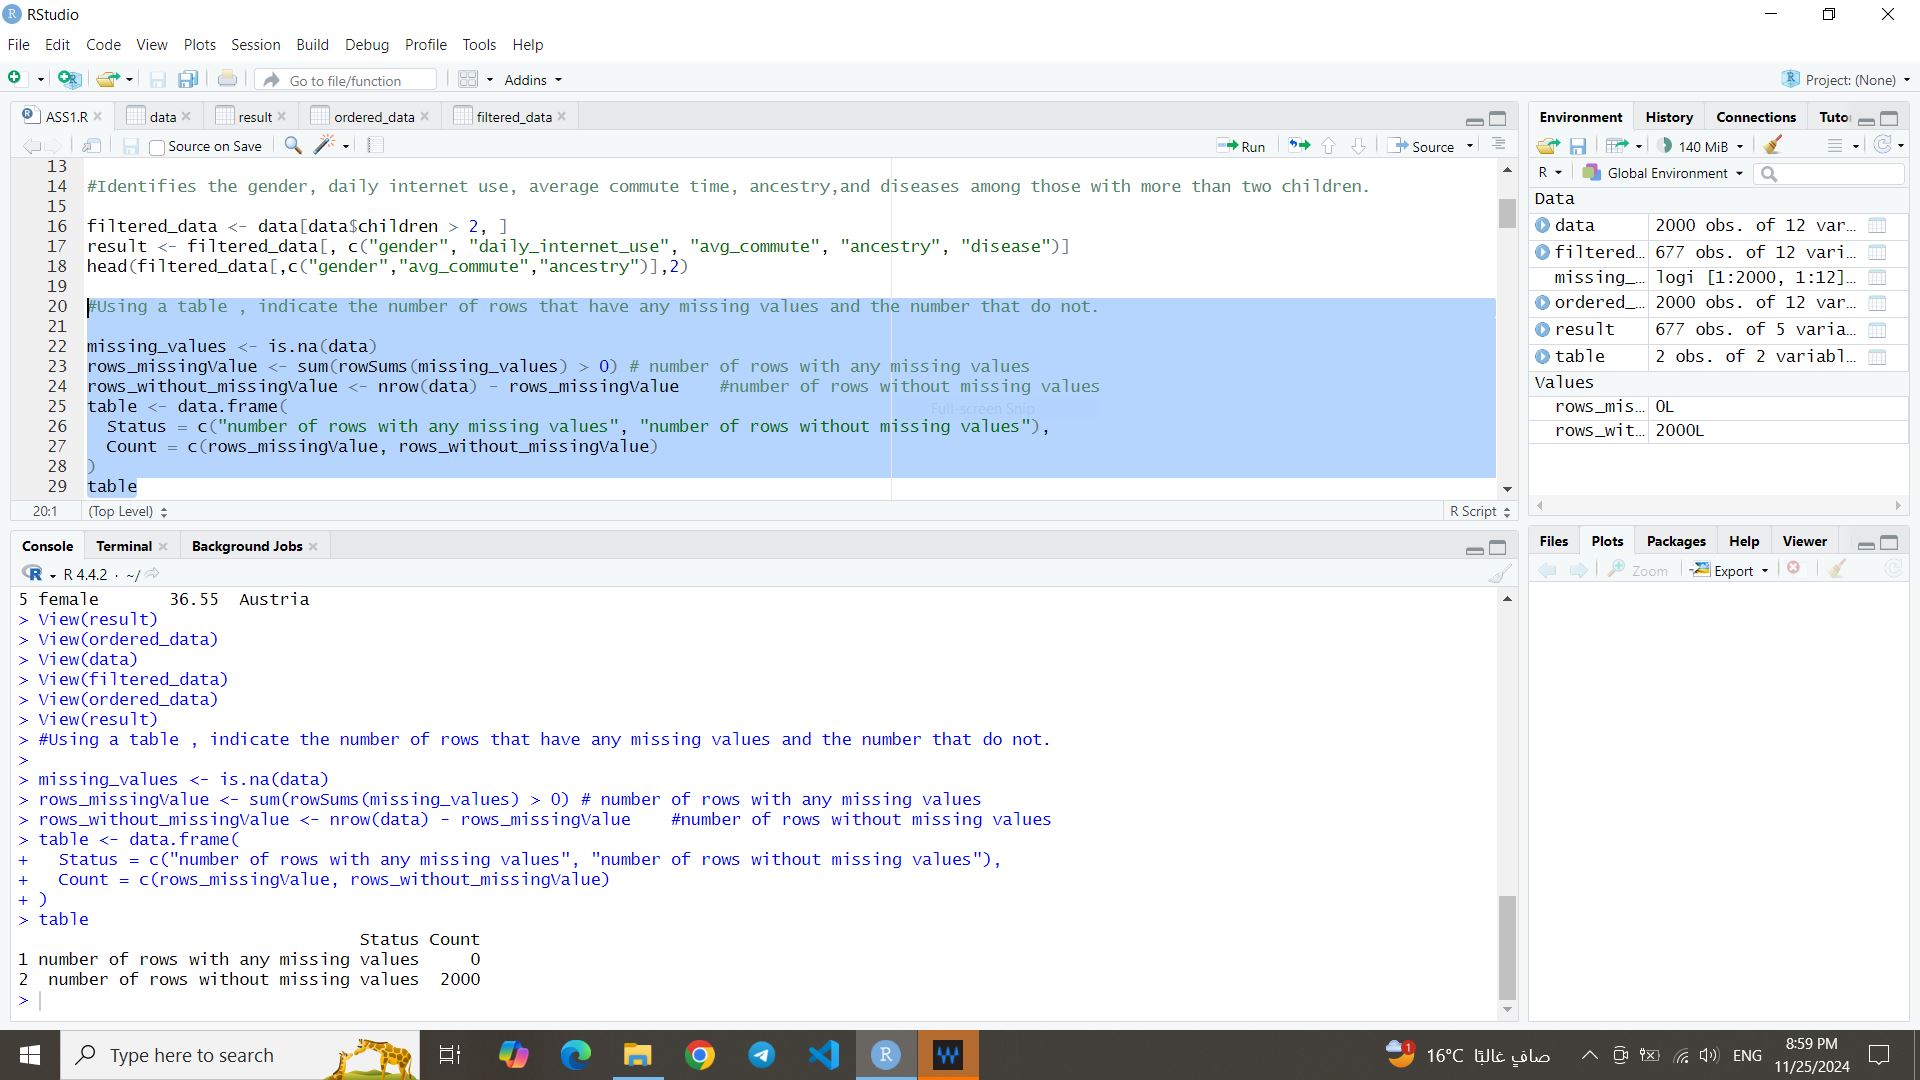 RStudio
File Edit Code View Plots Session Build Debug Profile Tools Help
Go to file/function Addins Project: (None)
ASS1.R data result ordered_data filtered_data
Source on Save Run Source
13
14 #Identifies the gender, daily internet use, average commute time, ancestry,and diseases among those with more than two children.
15
16 filtered_data <- data[data$children > 2, ]
17 result <- filtered_data[, c("gender", "daily_internet_use", "avg_commute", "ancestry", "disease")]
18 head(filtered_data[,c("gender","avg_commute","ancestry")],2)
19
20 #Using a table , indicate the number of rows that have any missing values and the number that do not.
21
22 missing_values <- is.na(data)
23 rows_missingValue <- sum(rowSums(missing_values) > 0) # number of rows with any missing values
24 rows_without_missingValue <- nrow(data) - rows_missingValue    #number of rows without missing values
25 table <- data.frame(
Full-screen Snip
26   Status = c("number of rows with any missing values", "number of rows without missing values"),
27   Count = c(rows_missingValue, rows_without_missingValue)
28 )
29 table
20:1 (Top Level) R Script
Console Terminal Background Jobs
R 4.4.2 · ~/
5 female       36.55  Austria
> View(result)
> View(ordered_data)
> View(data)
> View(filtered_data)
> View(ordered_data)
> View(result)
> #Using a table , indicate the number of rows that have any missing values and the number that do not.
>
> missing_values <- is.na(data)
> rows_missingValue <- sum(rowSums(missing_values) > 0) # number of rows with any missing values
> rows_without_missingValue <- nrow(data) - rows_missingValue    #number of rows without missing values
> table <- data.frame(
+   Status = c("number of rows with any missing values", "number of rows without missing values"),
+   Count = c(rows_missingValue, rows_without_missingValue)
+ )
> table
                                  Status Count
1 number of rows with any missing values     0
2  number of rows without missing values  2000
>
Environment History Connections Tuto
140 MiB
R Global Environment
Data
data 2000 obs. of 12 var…
filtered… 677 obs. of 12 vari…
missing_… logi [1:2000, 1:12]…
ordered_… 2000 obs. of 12 var…
result 677 obs. of 5 varia…
table 2 obs. of 2 variabl…
Values
rows_mis… 0L
rows_wit… 2000L
Files Plots Packages Help Viewer
Zoom Export
Type here to search
1 16°C صافٍ غالبًا ENG
8:59 PM
11/25/2024